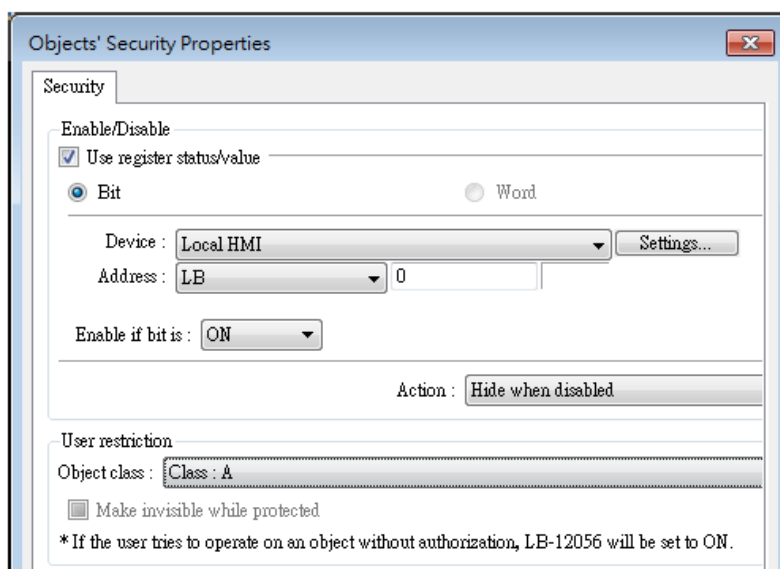 Objects' Security Properties
Security
Enable/Disable
Use register status/value
Bit Word
Device : Local HMI Settings...
Address : LB 0
Enable if bit is : ON
Action : Hide when disabled
User restriction
Object class : Class : A
Make invisible while protected
* If the user tries to operate on an object without authorization, LB-12056 will be set to ON.